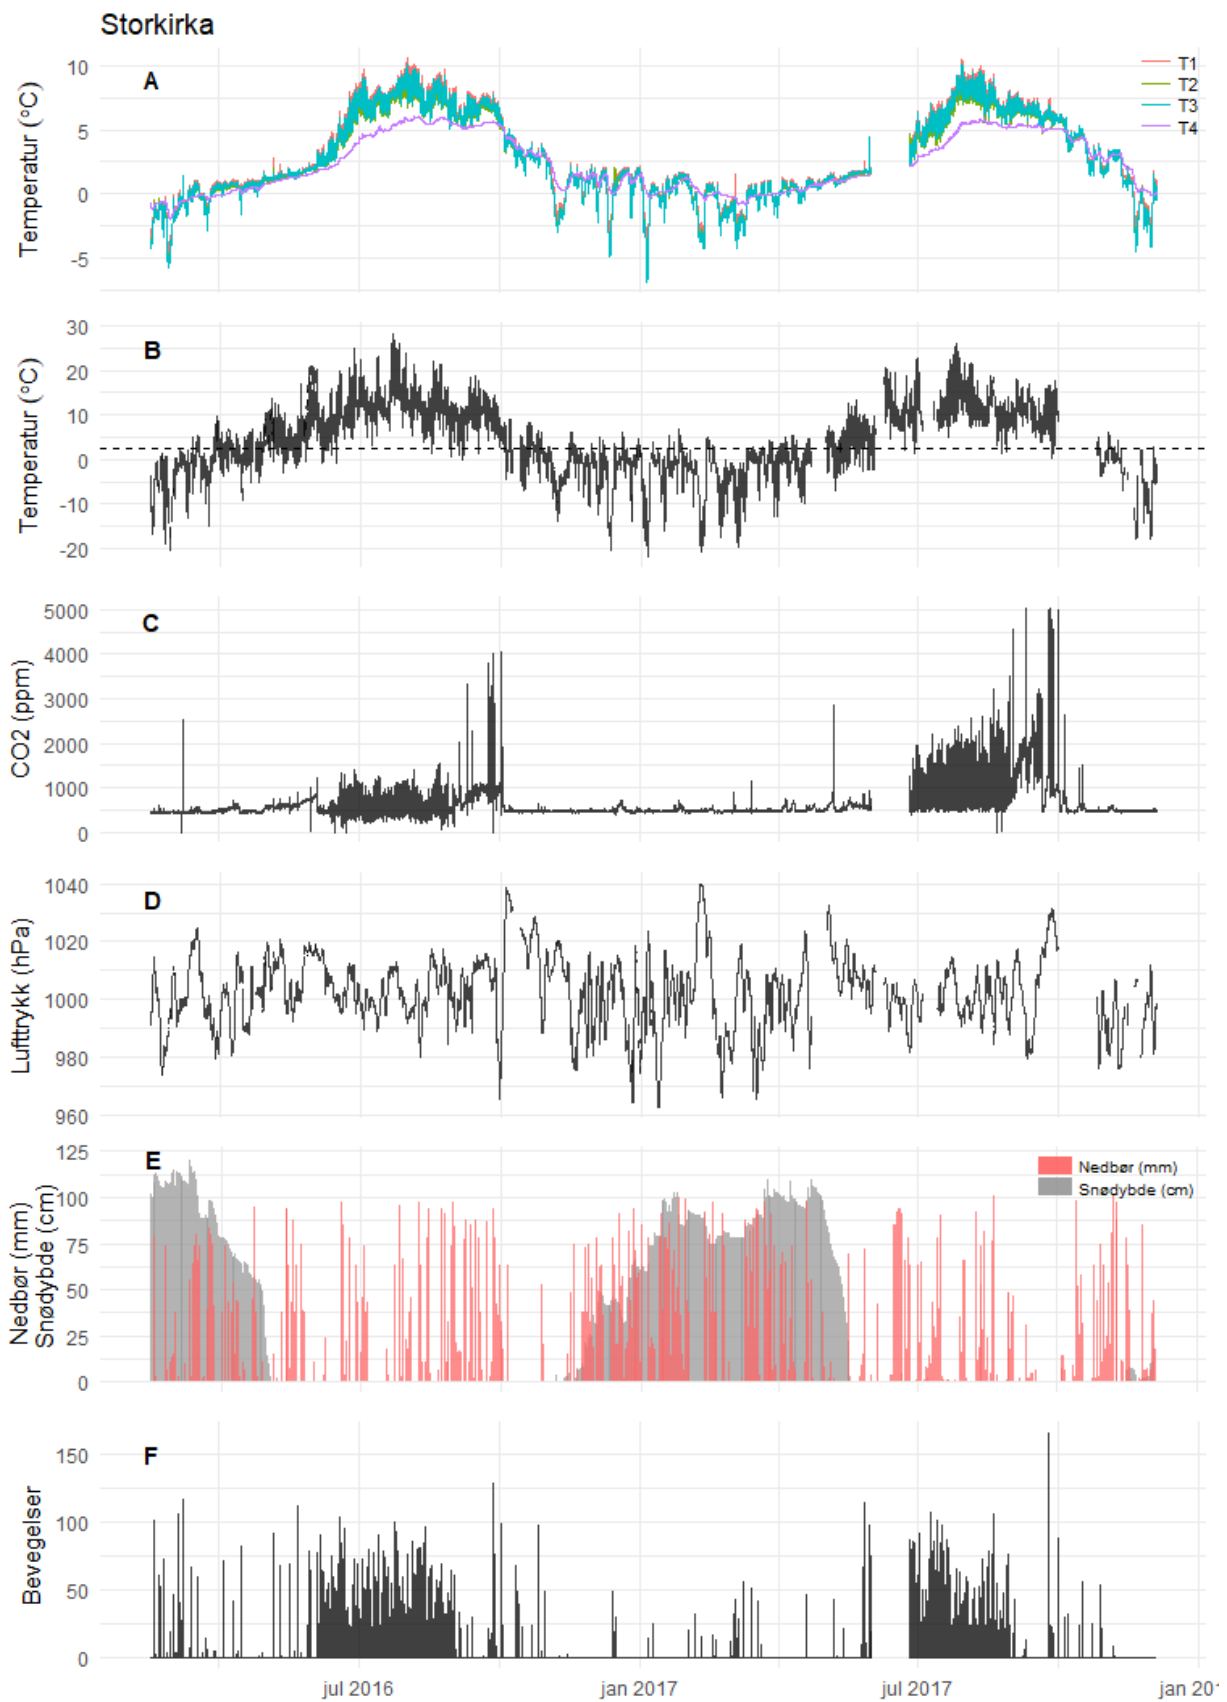 Storkirka
A
T1
T2
T3
T4
Temperatur (°C)
10
5
0
-5
B
Temperatur (°C)
30
20
10
0
-10
-20
C
CO2 (ppm)
5000
4000
3000
2000
1000
0
D
Lufttrykk (hPa)
1040
1020
1000
980
960
E
Nedbør (mm)
Snødybde (cm)
Nedbør (mm)
Snødybde (cm)
125
100
75
50
25
0
F
Bevegelser
150
100
50
0
jul 2016
jan 2017
jul 2017
jan 201